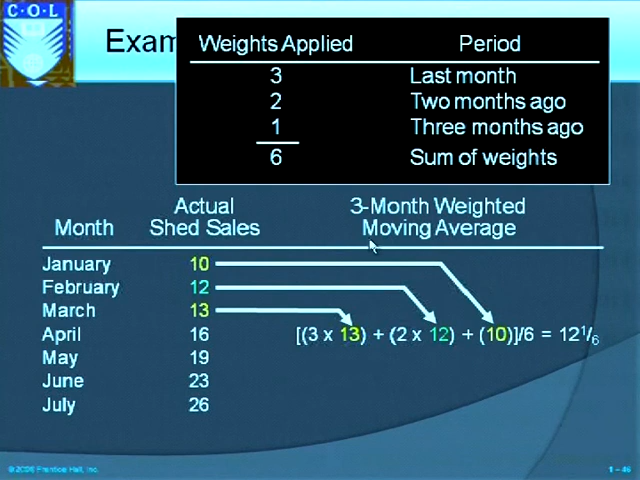 C·O·L
Exam
Weights Applied Period
3 Last month
2 Two months ago
1 Three months ago
6 Sum of weights
Actual 3-Month Weighted
Month Shed Sales Moving Average
January 10
February 12
March 13
April 16 [(3 x 13) + (2 x 12) + (10)]/6 = 12 1/6
May 19
June 23
July 26
© 2006 Prentice Hall, Inc. 1 – 46